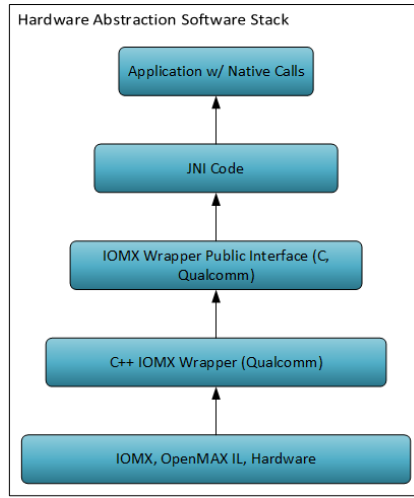 Hardware Abstraction Software Stack
Application w/ Native Calls
JNI Code
IOMX Wrapper Public Interface (C,
Qualcomm)
C++ IOMX Wrapper (Qualcomm)
IOMX, OpenMAX IL, Hardware